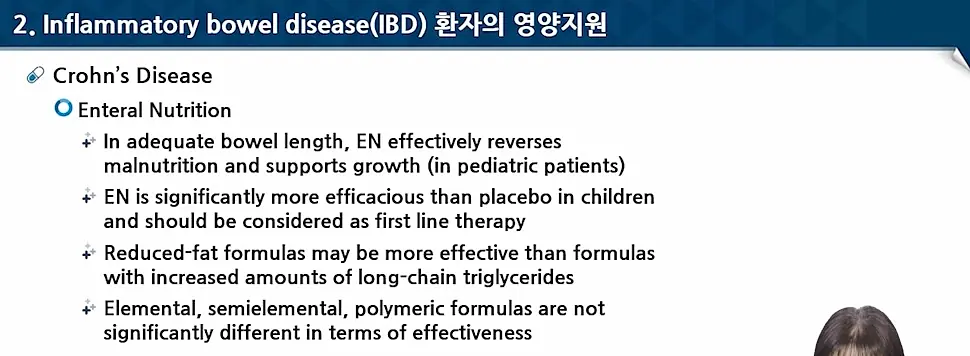 2. Inflammatory bowel disease(IBD) 환자의 영양지원
Crohn's Disease
Enteral Nutrition
In adequate bowel length, EN effectively reverses
malnutrition and supports growth (in pediatric patients)
EN is significantly more efficacious than placebo in children
and should be considered as first line therapy
Reduced-fat formulas may be more effective than formulas
with increased amounts of long-chain triglycerides
Elemental, semielemental, polymeric formulas are not
significantly different in terms of effectiveness